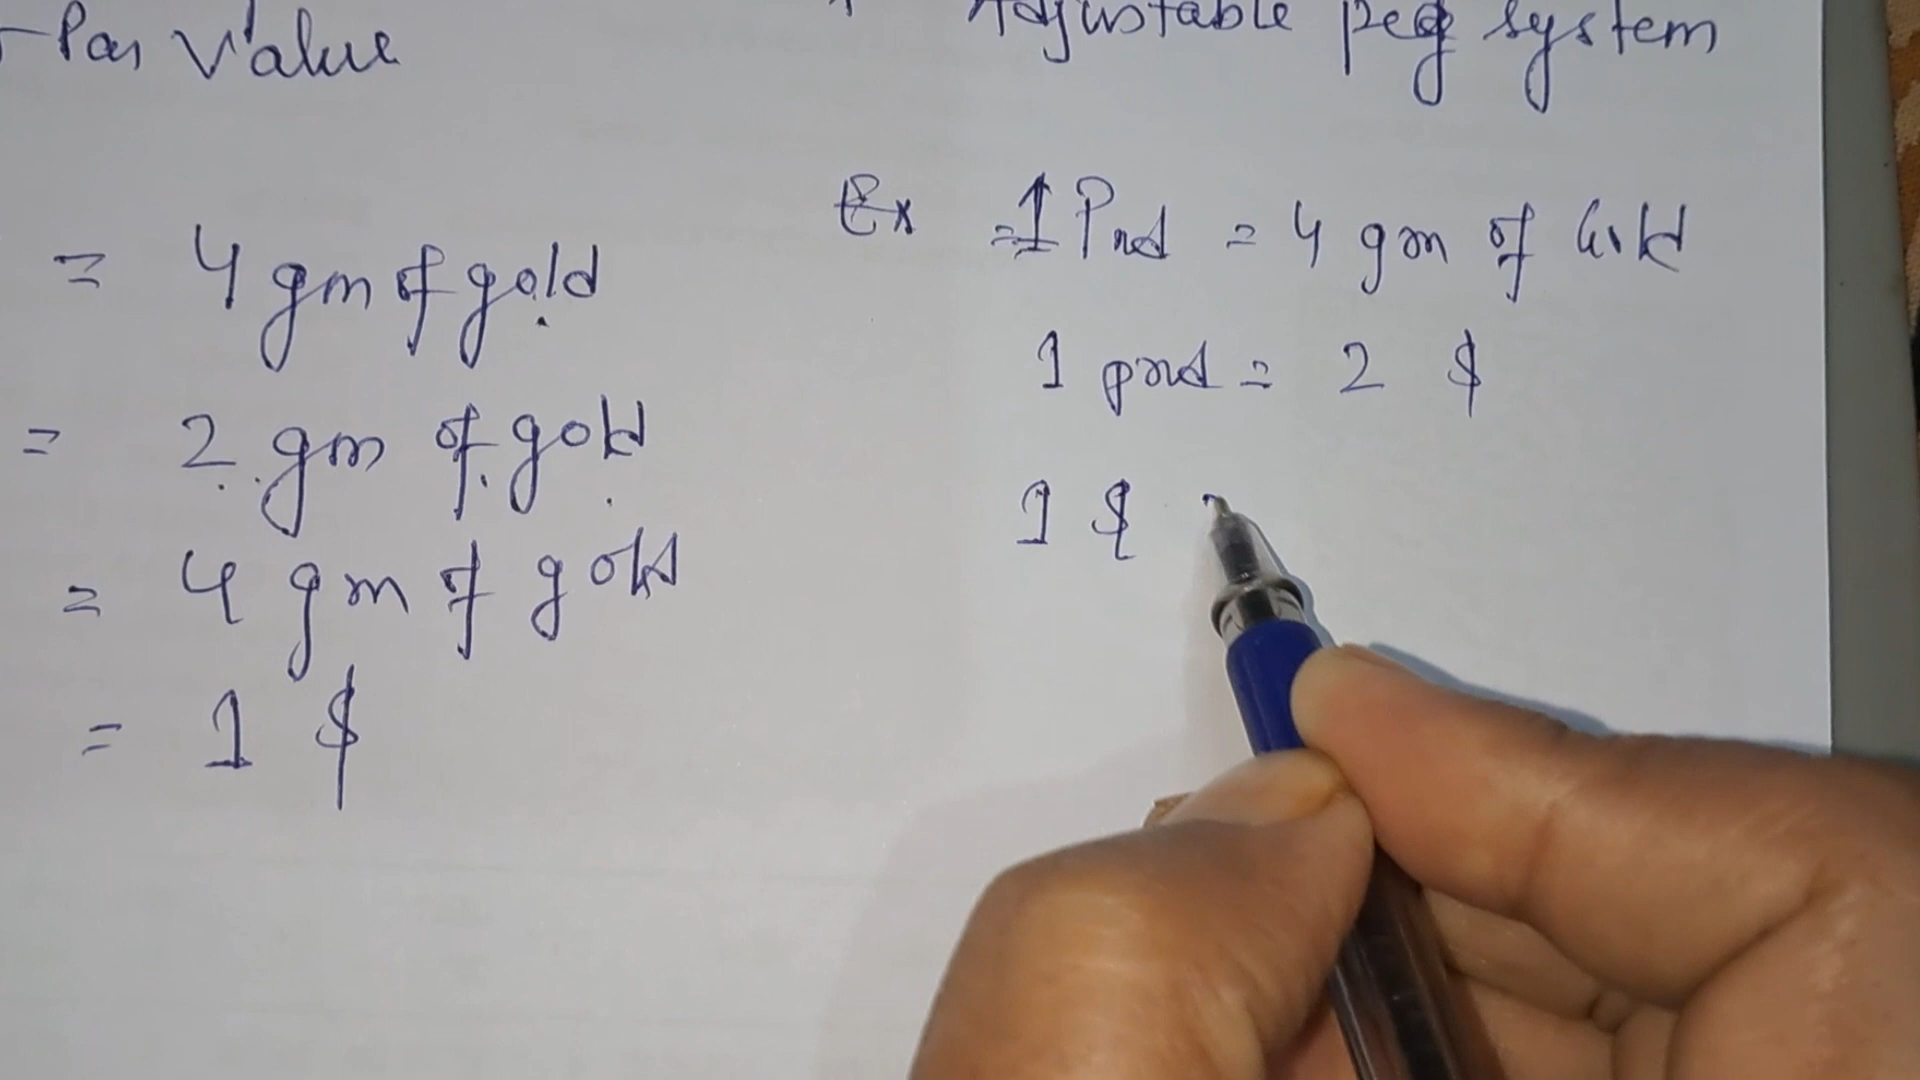 Par Value
= 4 gm of gold
= 2 gm of gold
= 4 gm of gold
= 1 $
Adjustable peg system
Ex = 1 Pnd = 4 gm of Gold
1 pond = 2 $
1 $